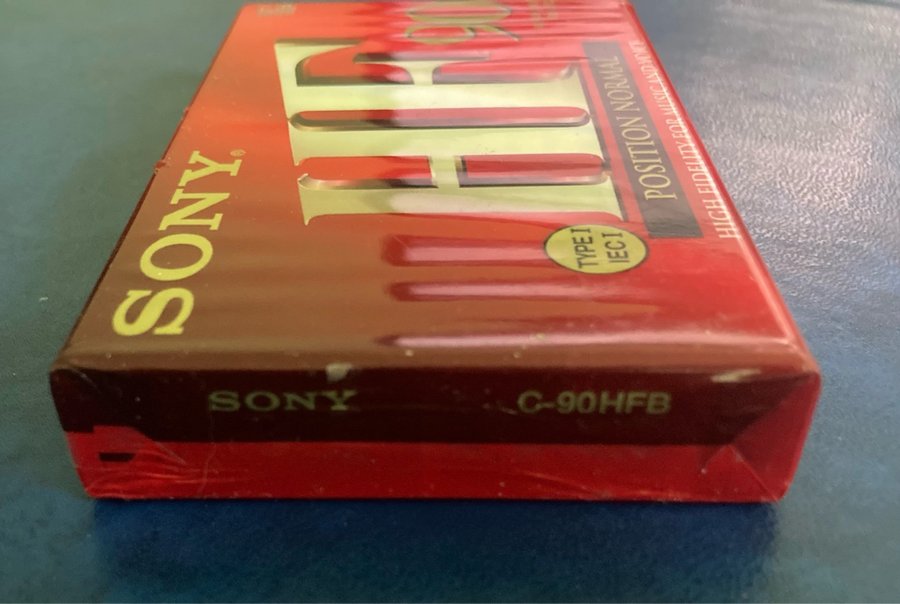 SONY®
HF 90
POSITION NORMAL
HIGH FIDELITY FOR MUSIC AND VOICE
TYPE I
IEC I
SONY
C-90HFB